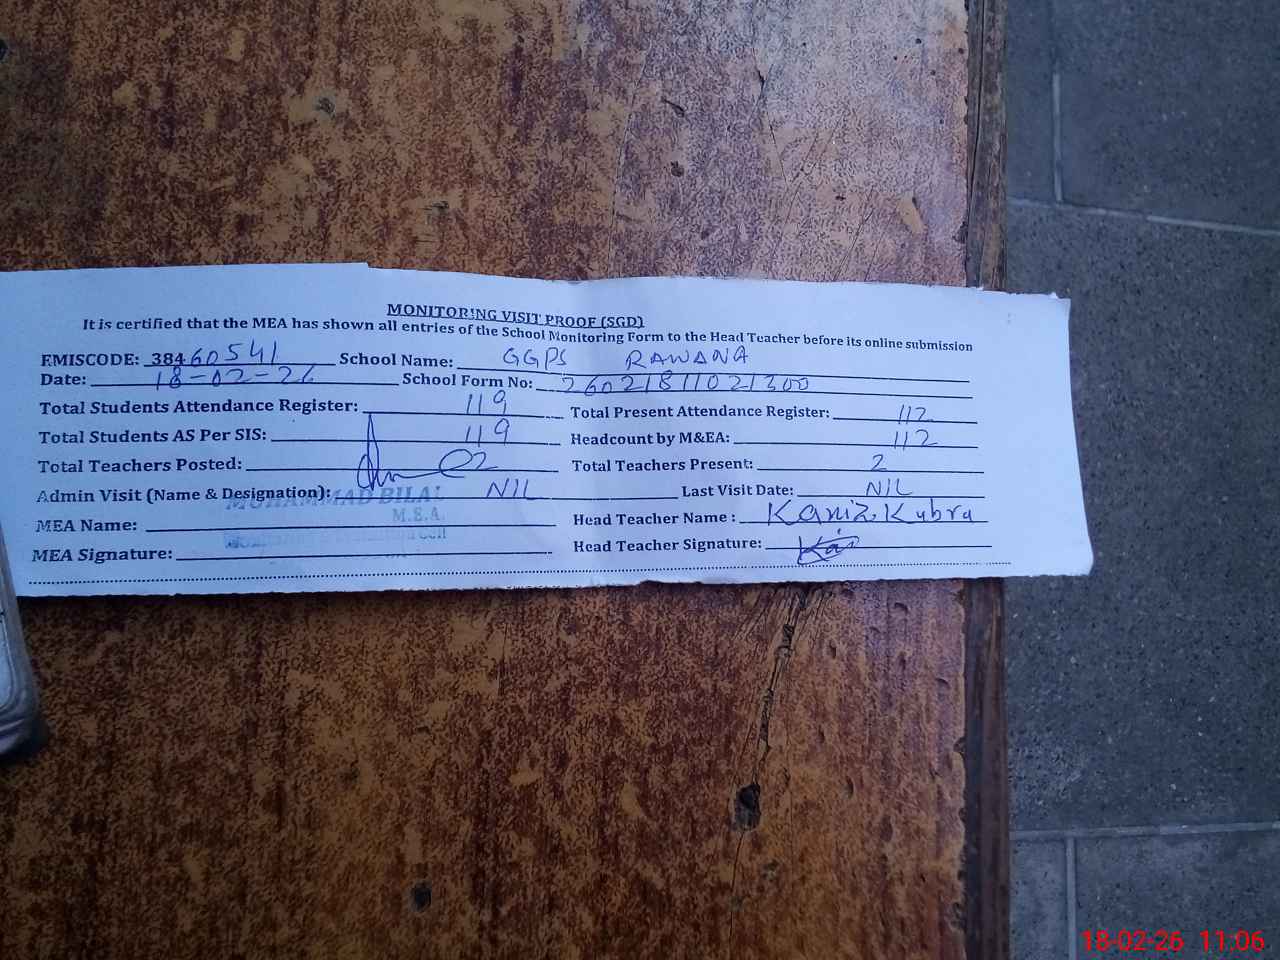 MONITORING VISIT PROOF (SGD)
It is certified that the MEA has shown all entries of the School Monitoring Form to the Head Teacher before its online submission
EMISCODE: 38460541 School Name: GGPS RAWANA
Date: 18-02-26 School Form No: 26021811021300
Total Students Attendance Register: 119 Total Present Attendance Register: 112
Total Students AS Per SIS: 119 Headcount by M&EA: 112
Total Teachers Posted: 02 Total Teachers Present: 2
Admin Visit (Name & Designation): NIL Last Visit Date: NIL
MUHAMMAD BILAL
M.E.A.
MEA Name: Head Teacher Name : Kaniz Kubra
MEA Signature: Head Teacher Signature:
18-02-26 11:06